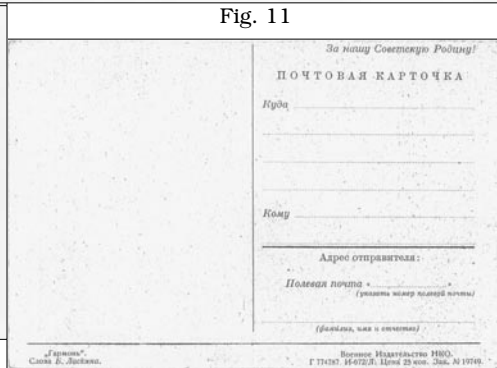 Fig. 11
За нашу Советскую Родину!
ПОЧТОВАЯ КАРТОЧКА
Куда
Кому
Адрес отправителя:
Полевая почта « »
(указать номер полевой почты)
(фамилия, имя и отчество)
„Гармонь".
Слова Б.
Военное Издательство НКО.
Г 774787. И-672/Л. Цена 25 коп. Зак. № 19749.